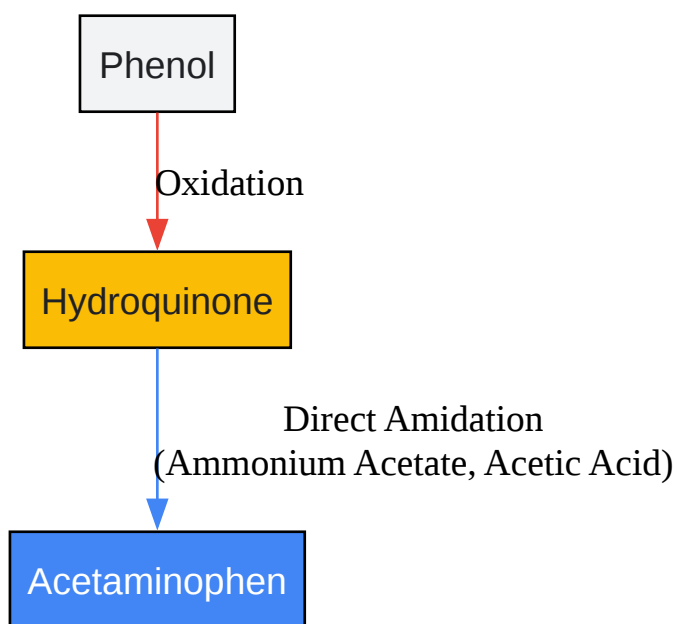 Phenol
Oxidation
Hydroquinone
Direct Amidation
(Ammonium Acetate, Acetic Acid)
Acetaminophen